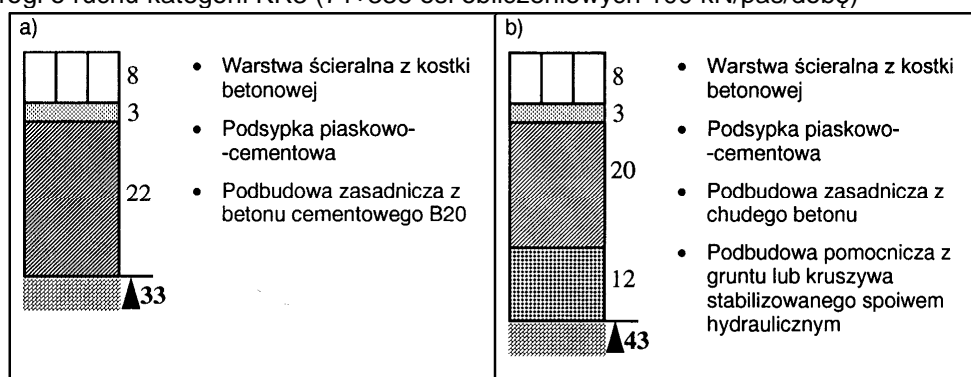 a)
8
3
22
33
• Warstwa ścieralna z kostki
betonowej
• Podsypka piaskowo-
-cementowa
• Podbudowa zasadnicza z
betonu cementowego B20
b)
8
3
20
12
43
• Warstwa ścieralna z kostki
betonowej
• Podsypka piaskowo-
-cementowa
• Podbudowa zasadnicza z
chudego betonu
• Podbudowa pomocnicza z
gruntu lub kruszywa
stabilizowanego spoiwem
hydraulicznym